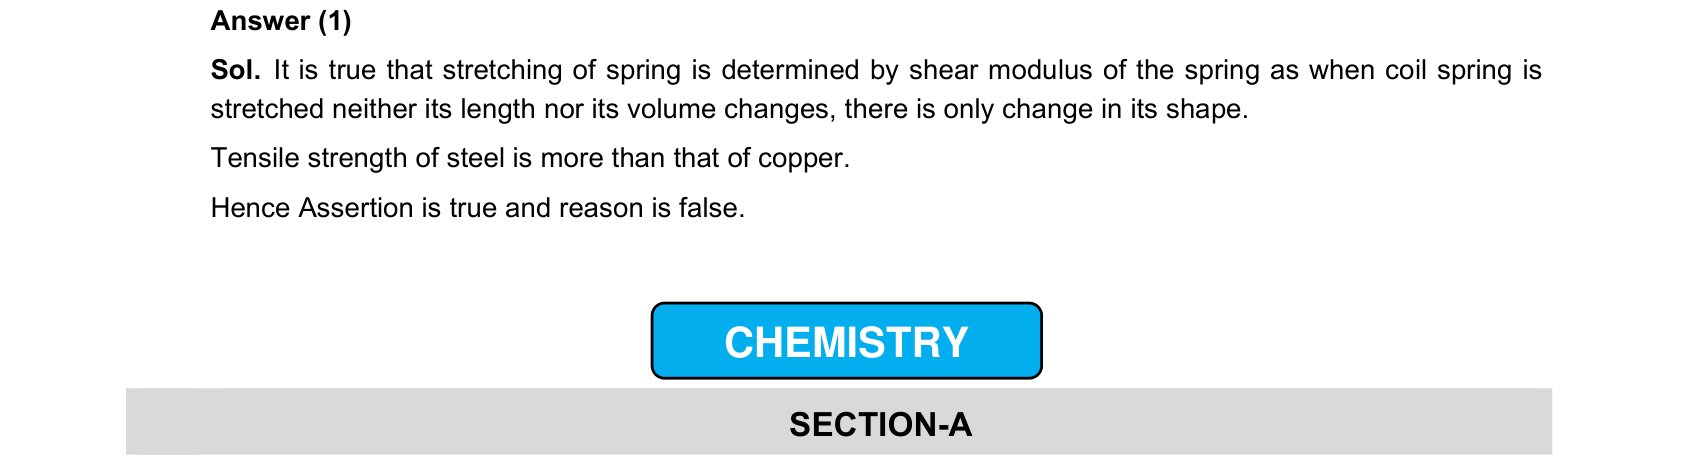 Answer (1)
Sol. It is true that stretching of spring is determined by shear modulus of the spring as when coil spring is
stretched neither its length nor its volume changes, there is only change in its shape.
Tensile strength of steel is more than that of copper.
Hence Assertion is true and reason is false.
CHEMISTRY
SECTION-A